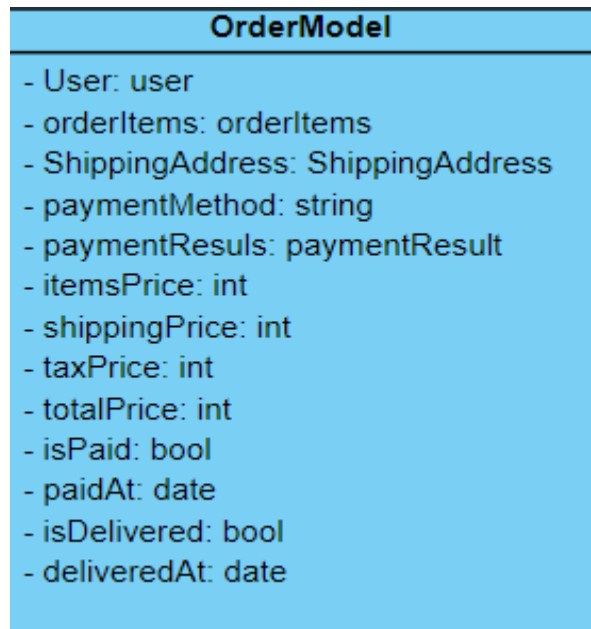 OrderModel
- User: user
- orderItems: orderItems
- ShippingAddress: ShippingAddress
- paymentMethod: string
- paymentResuls: paymentResult
- itemsPrice: int
- shippingPrice: int
- taxPrice: int
- totalPrice: int
- isPaid: bool
- paidAt: date
- isDelivered: bool
- deliveredAt: date